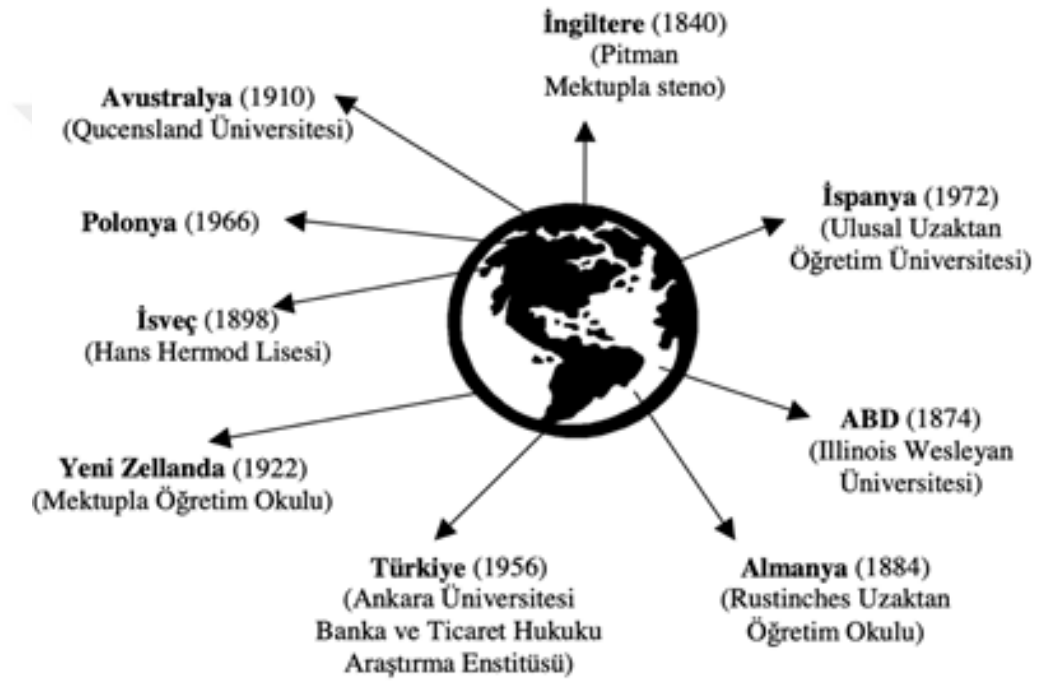 İngiltere (1840)
(Pitman
Mektupla steno)
Avustralya (1910)
(Qucensland Üniversitesi)
İspanya (1972)
(Ulusal Uzaktan
Öğretim Üniversitesi)
Polonya (1966)
İsveç (1898)
(Hans Hermod Lisesi)
ABD (1874)
(Illinois Wesleyan
Üniversitesi)
Yeni Zellanda (1922)
(Mektupla Öğretim Okulu)
Türkiye (1956)
(Ankara Üniversitesi
Banka ve Ticaret Hukuku
Araştırma Enstitüsü)
Almanya (1884)
(Rustinches Uzaktan
Öğretim Okulu)